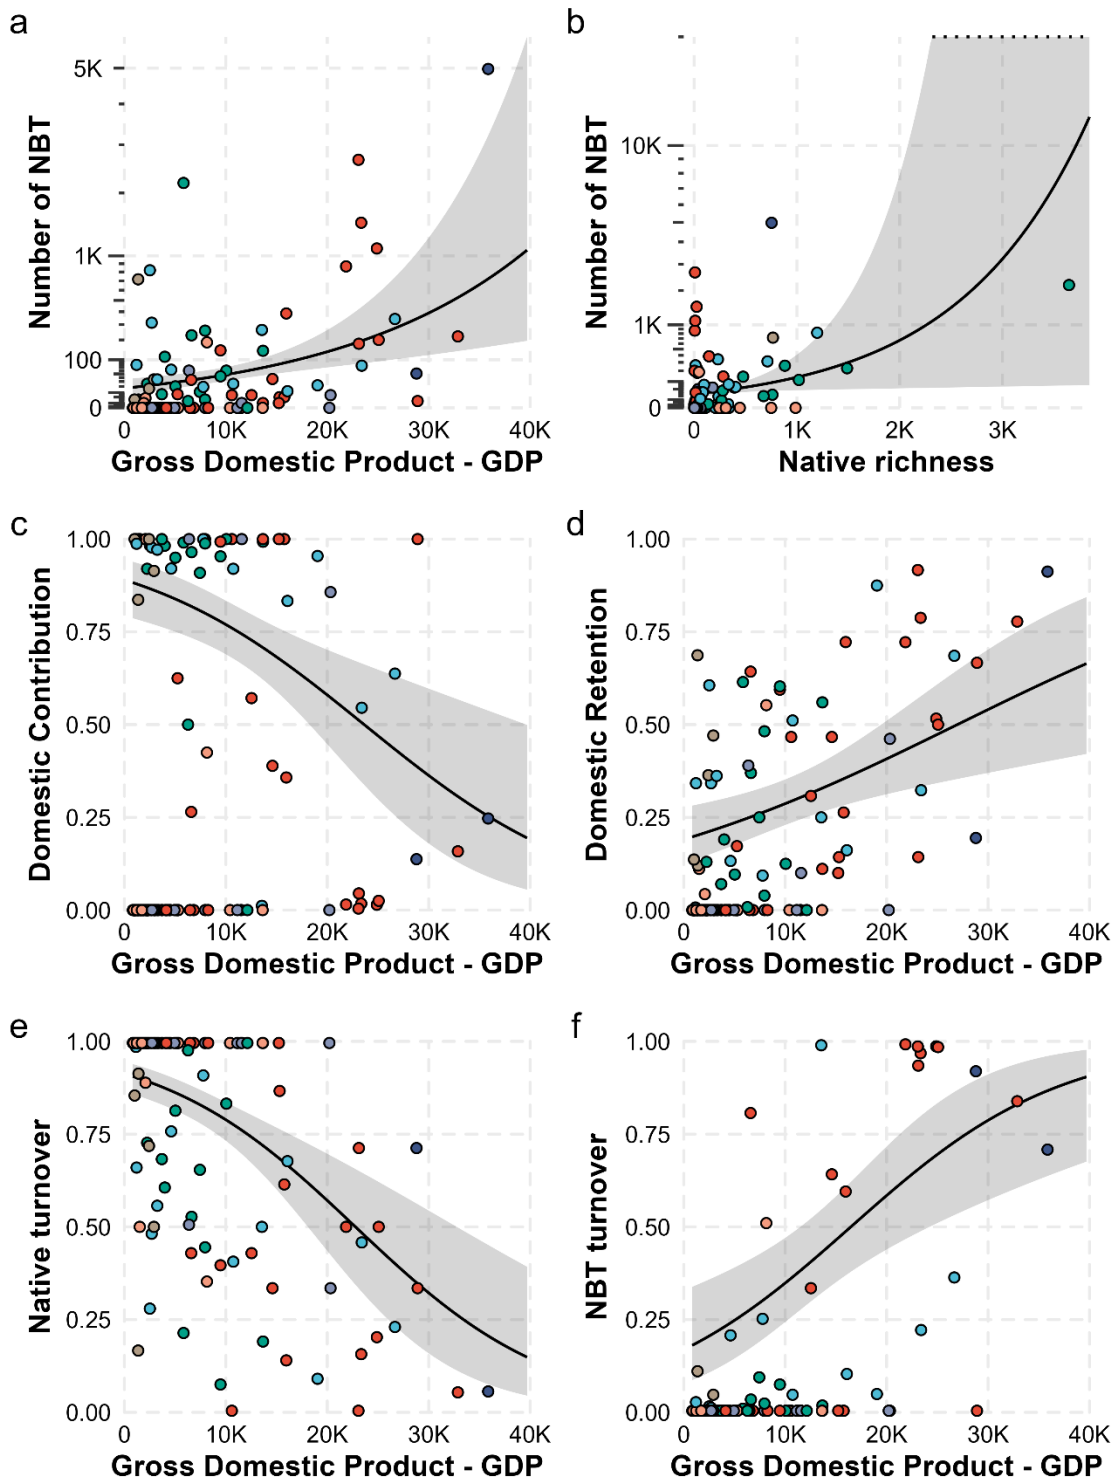 a
5K
1K
100
0
Number of NBT
0 10K 20K 30K 40K
Gross Domestic Product - GDP
b
10K
1K
0
Number of NBT
0 1K 2K 3K
Native richness
c
1.00
0.75
0.50
0.25
0.00
Domestic Contribution
0 10K 20K 30K 40K
Gross Domestic Product - GDP
d
1.00
0.75
0.50
0.25
0.00
Domestic Retention
0 10K 20K 30K 40K
Gross Domestic Product - GDP
e
1.00
0.75
0.50
0.25
0.00
Native turnover
0 10K 20K 30K 40K
Gross Domestic Product - GDP
f
1.00
0.75
0.50
0.25
0.00
NBT turnover
0 10K 20K 30K 40K
Gross Domestic Product - GDP